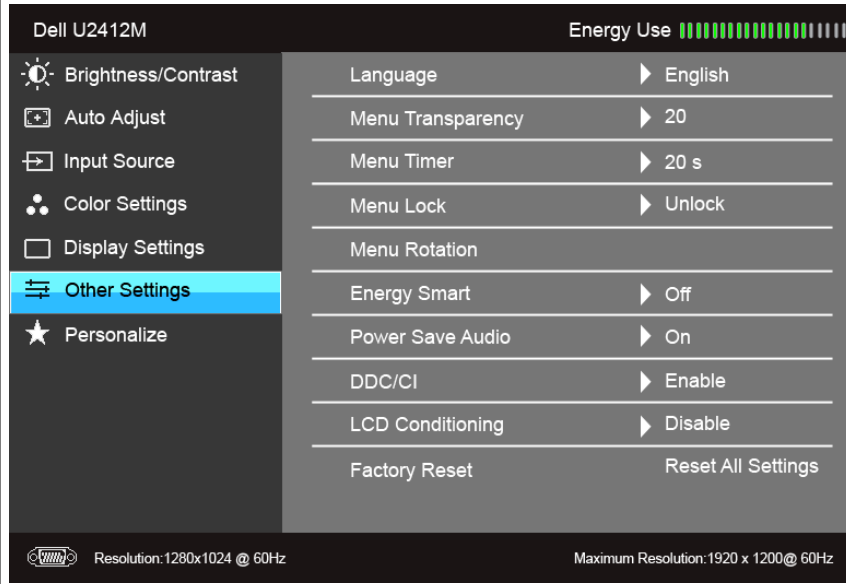 Dell U2412M Energy Use
Brightness/Contrast
Auto Adjust
Input Source
Color Settings
Display Settings
Other Settings
Personalize
Language English
Menu Transparency 20
Menu Timer 20 s
Menu Lock Unlock
Menu Rotation
Energy Smart Off
Power Save Audio On
DDC/CI Enable
LCD Conditioning Disable
Factory Reset Reset All Settings
Resolution:1280x1024 @ 60Hz Maximum Resolution:1920 x 1200@ 60Hz